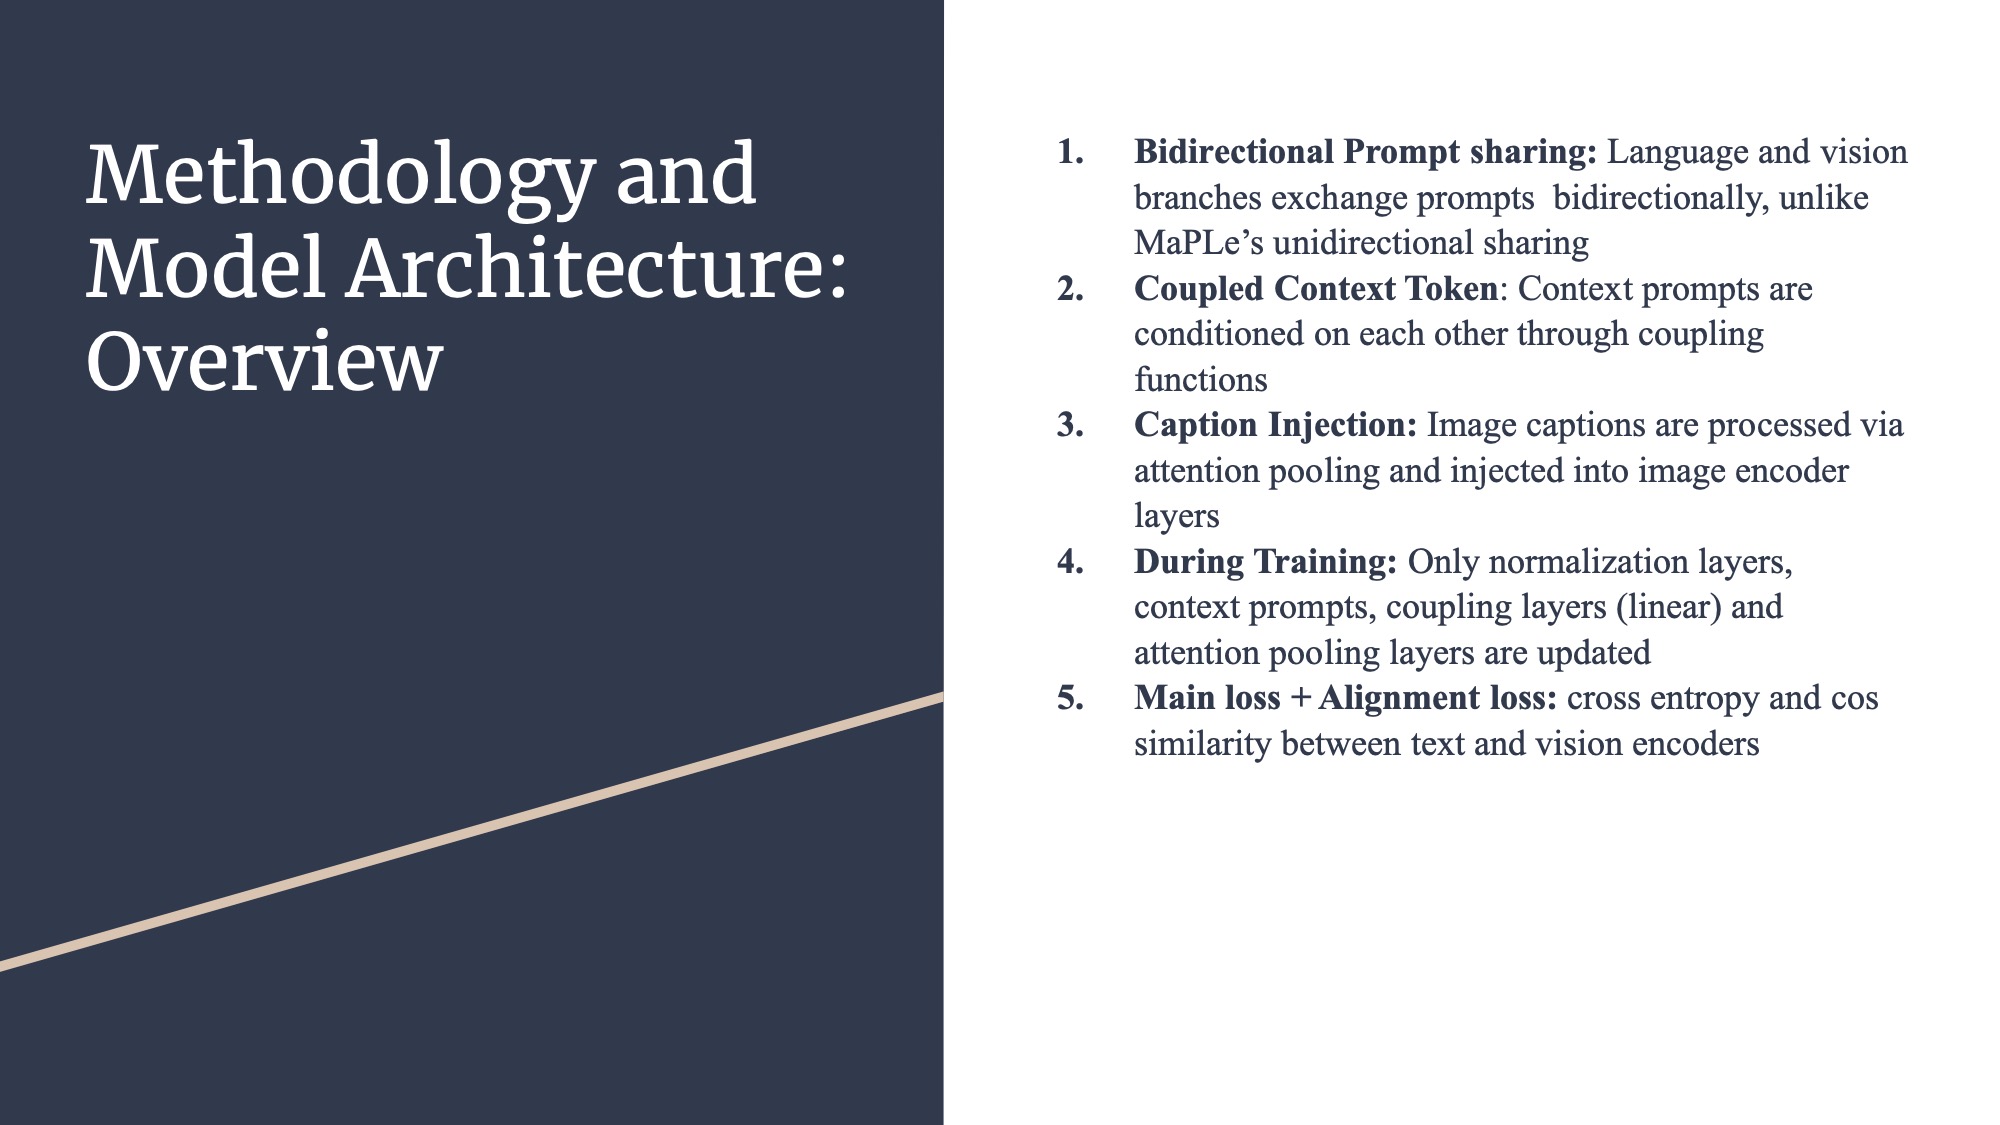 Methodology and
Model Architecture:
Overview
1. Bidirectional Prompt sharing: Language and vision
branches exchange prompts  bidirectionally, unlike
MaPLe’s unidirectional sharing
2. Coupled Context Token: Context prompts are
conditioned on each other through coupling
functions
3. Caption Injection: Image captions are processed via
attention pooling and injected into image encoder
layers
4. During Training: Only normalization layers,
context prompts, coupling layers (linear) and
attention pooling layers are updated
5. Main loss + Alignment loss: cross entropy and cos
similarity between text and vision encoders